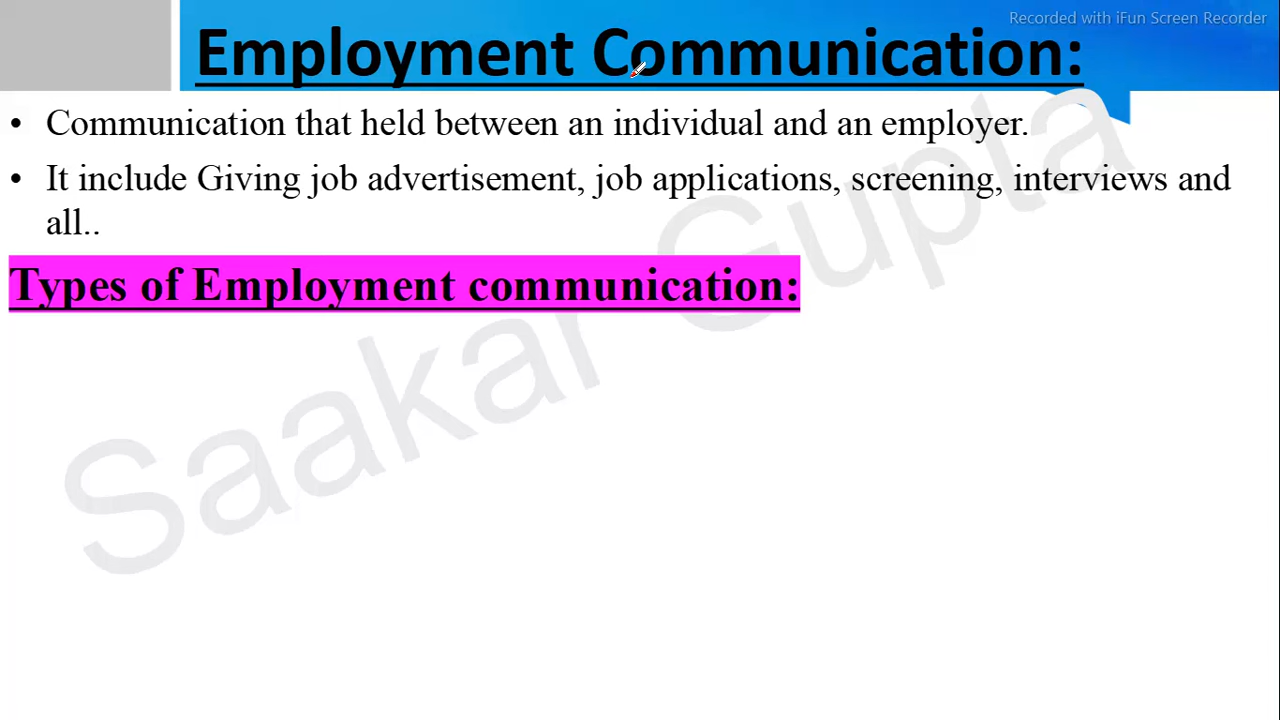 Recorded with iFun Screen Recorder
Employment Communication:
• Communication that held between an individual and an employer.
• It include Giving job advertisement, job applications, screening, interviews and
all..
Types of Employment communication:
Saakar Gupta